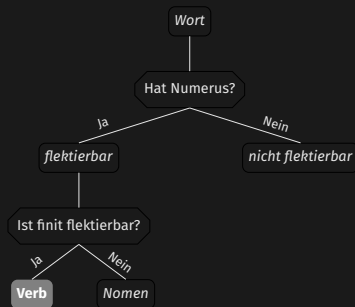 Wort
Hat Numerus?
Ja
Nein
flektierbar
nicht flektierbar
Ist finit flektierbar?
Ja
Nein
Verb
Nomen